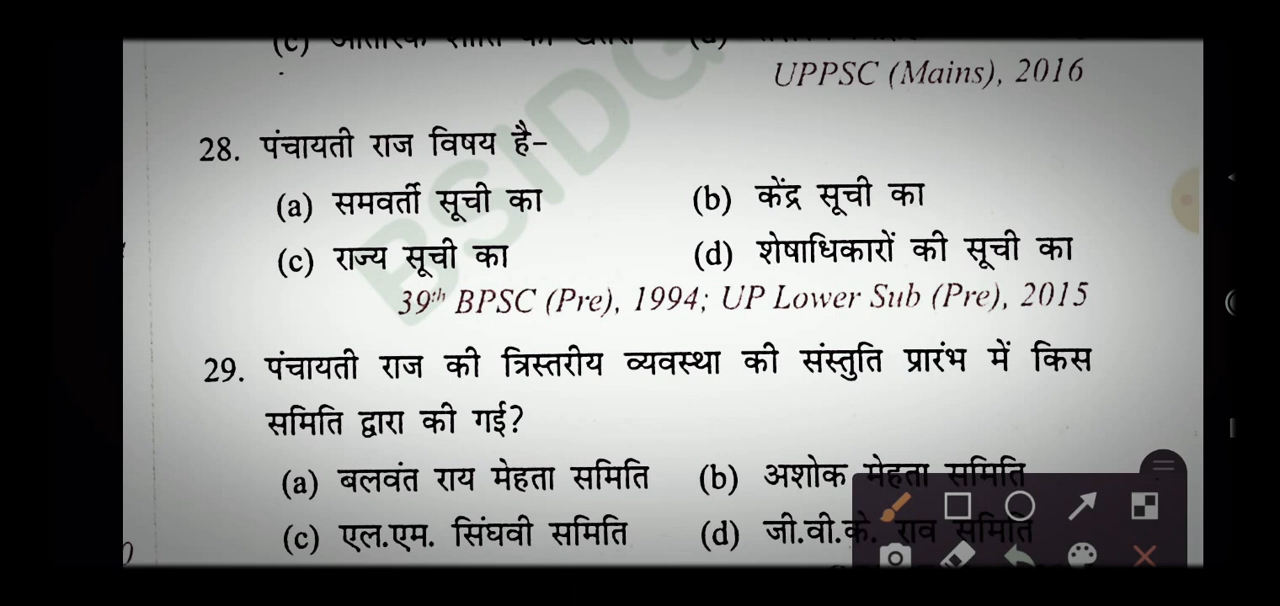 UPPSC (Mains), 2016
28. पंचायती राज विषय है-
(a) समवर्ती सूची का (b) केंद्र सूची का
(c) राज्य सूची का (d) शेषाधिकारों की सूची का
39th BPSC (Pre), 1994; UP Lower Sub (Pre), 2015
29. पंचायती राज की त्रिस्तरीय व्यवस्था की संस्तुति प्रारंभ में किस
समिति द्वारा की गई?
(a) बलवंत राय मेहता समिति (b) अशोक मेहता समिति
(c) एल.एम. सिंघवी समिति (d) जी.वी.के. राव समिति